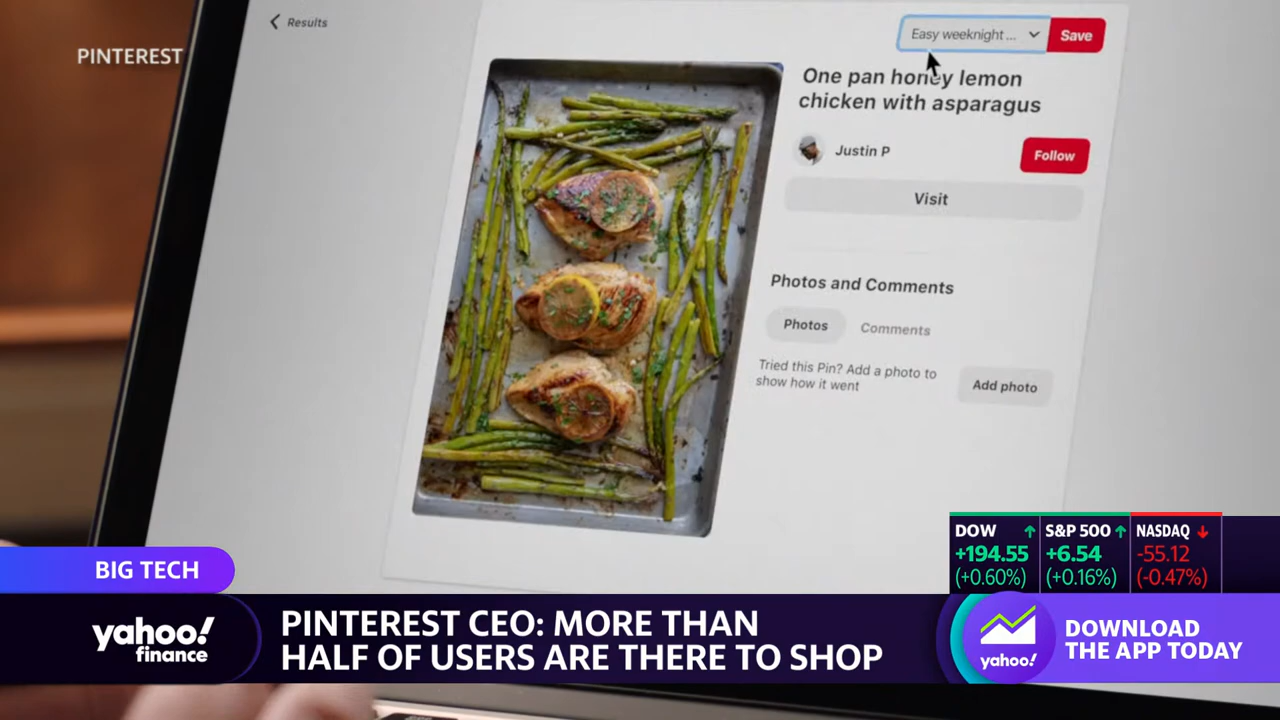 PINTEREST
Results
Easy weeknight ...
Save
One pan honey lemon
chicken with asparagus
Justin P
Follow
Visit
Photos and Comments
Photos
Comments
Tried this Pin? Add a photo to
show how it went
Add photo
DOW
+194.55
(+0.60%)
S&P 500
+6.54
(+0.16%)
NASDAQ
-55.12
(-0.47%)
BIG TECH
yahoo!
finance
PINTEREST CEO: MORE THAN
HALF OF USERS ARE THERE TO SHOP
yahoo!
DOWNLOAD
THE APP TODAY